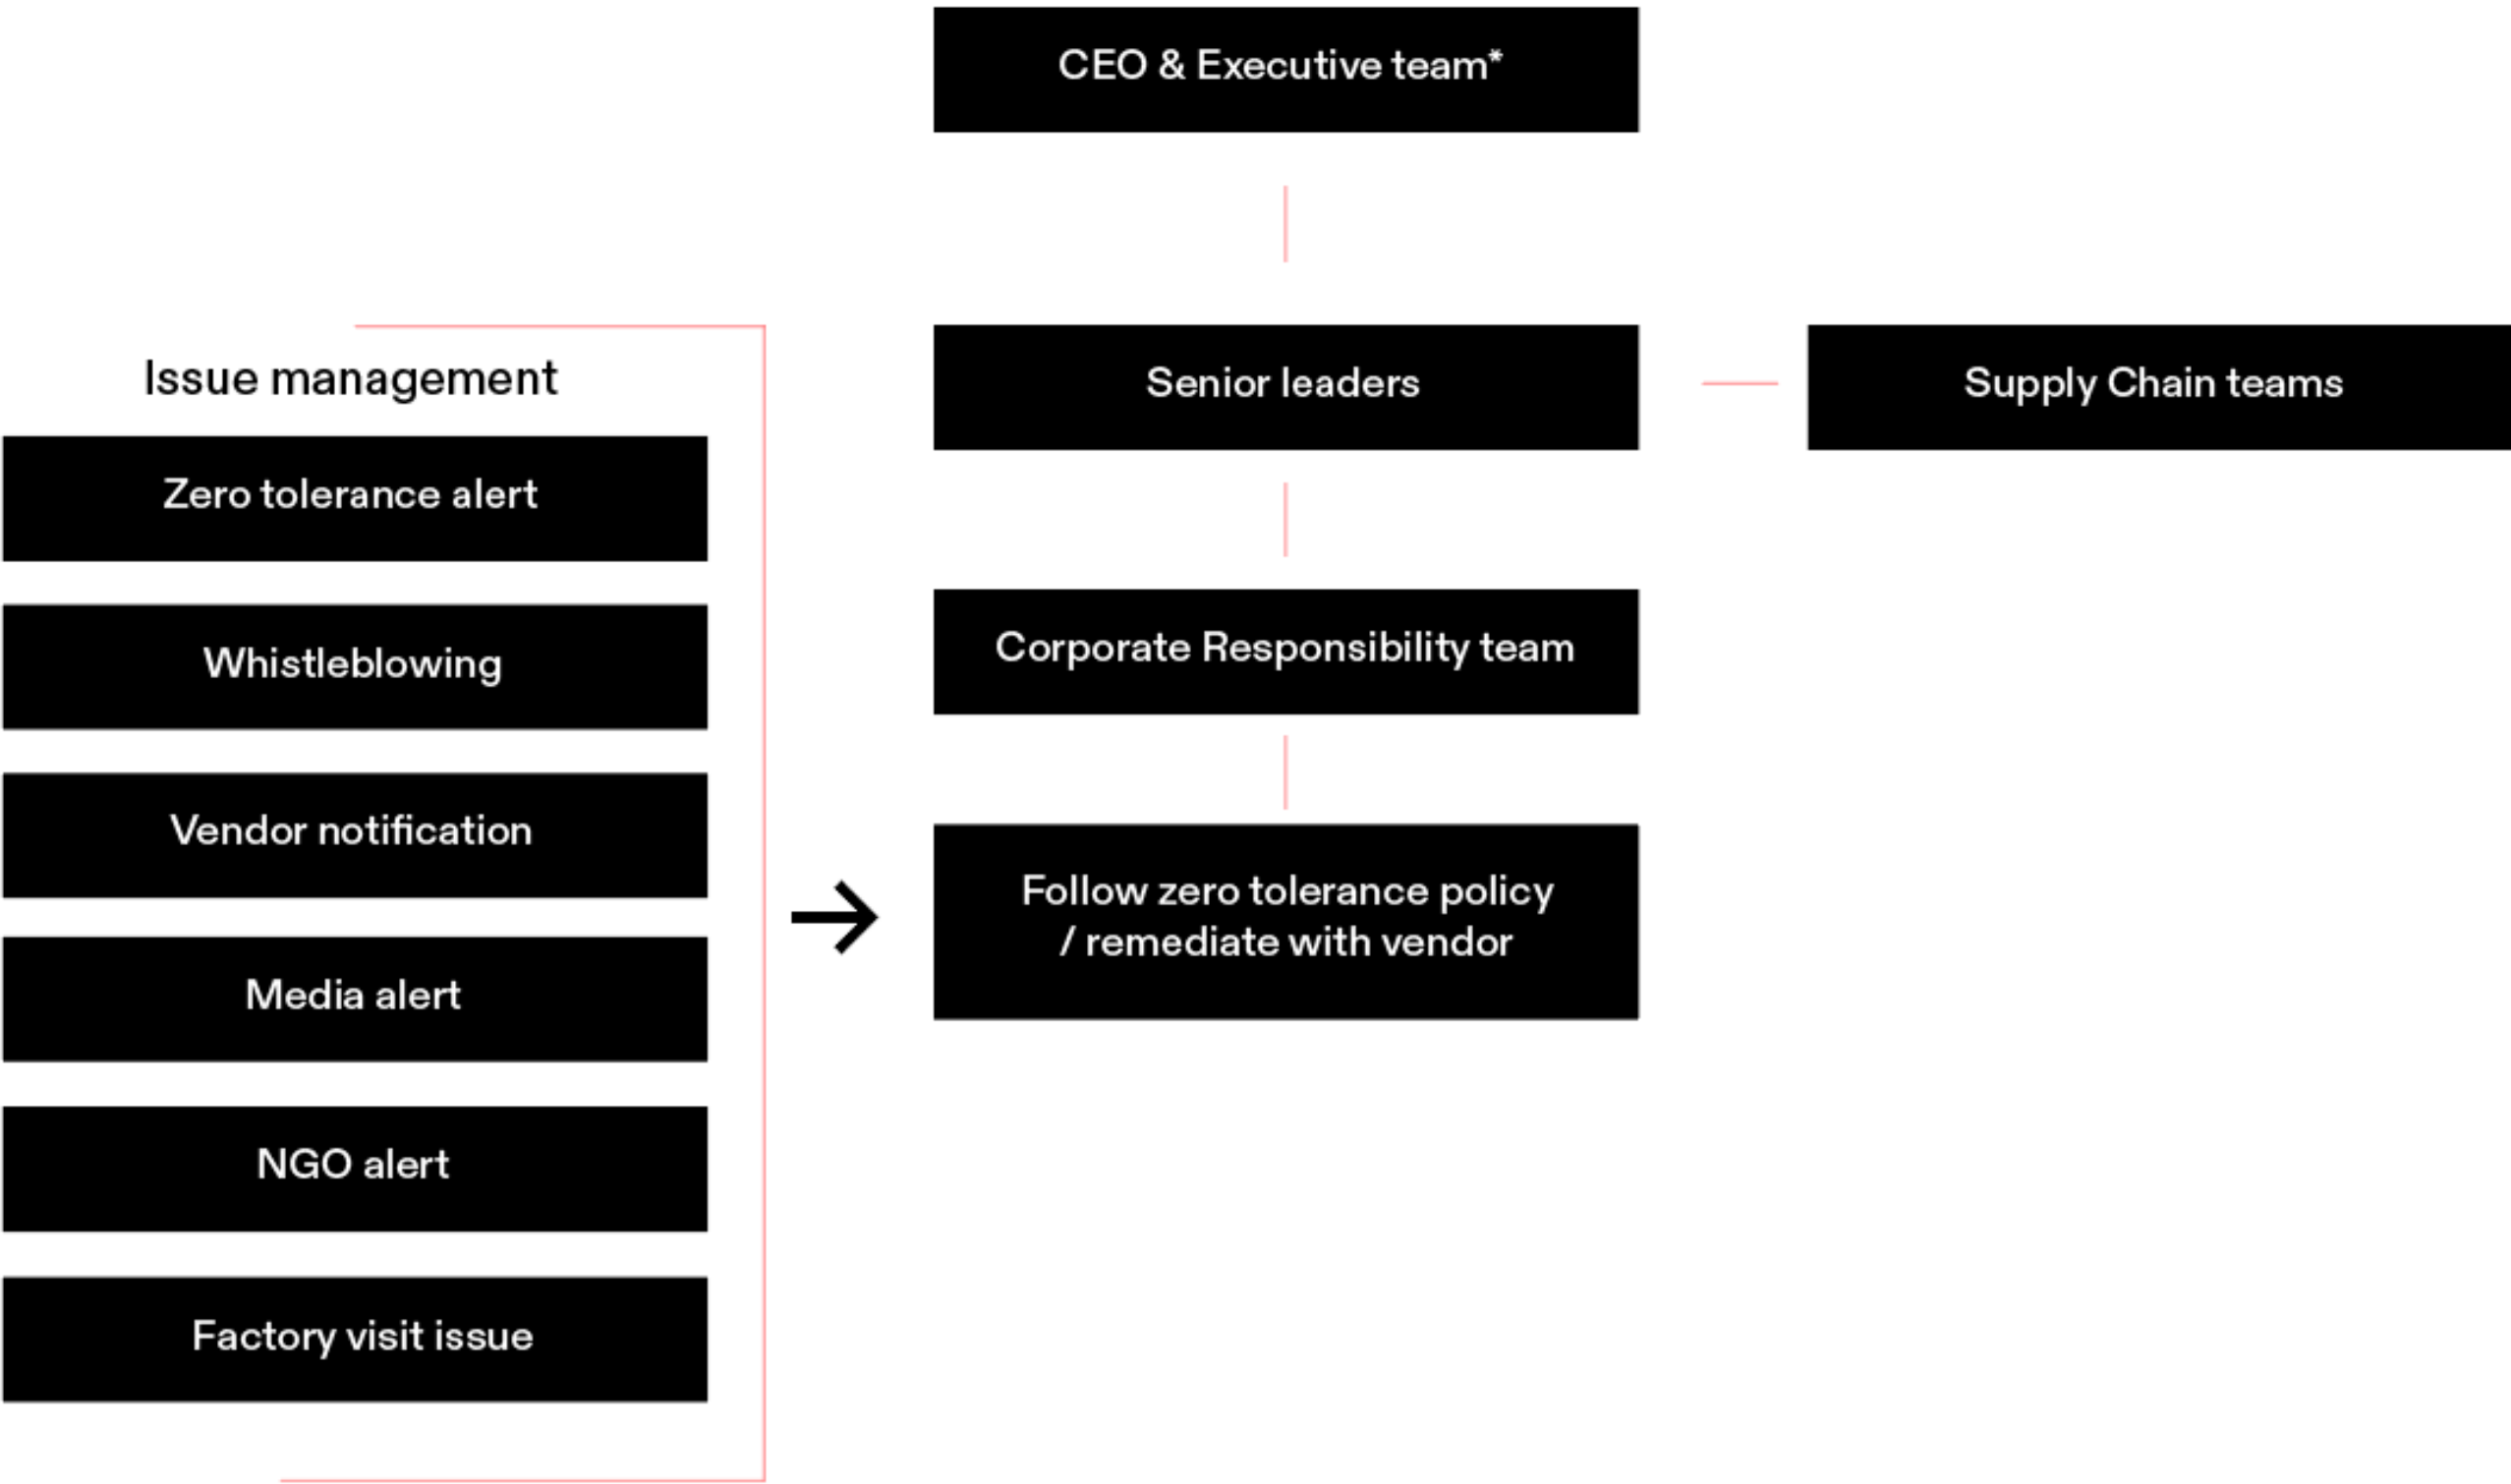 CEO & Executive team*
Senior leaders
Supply Chain teams
Issue management
Zero tolerance alert
Whistleblowing
Vendor notification
Media alert
NGO alert
Factory visit issue
Corporate Responsibility team
Follow zero tolerance policy
/ remediate with vendor